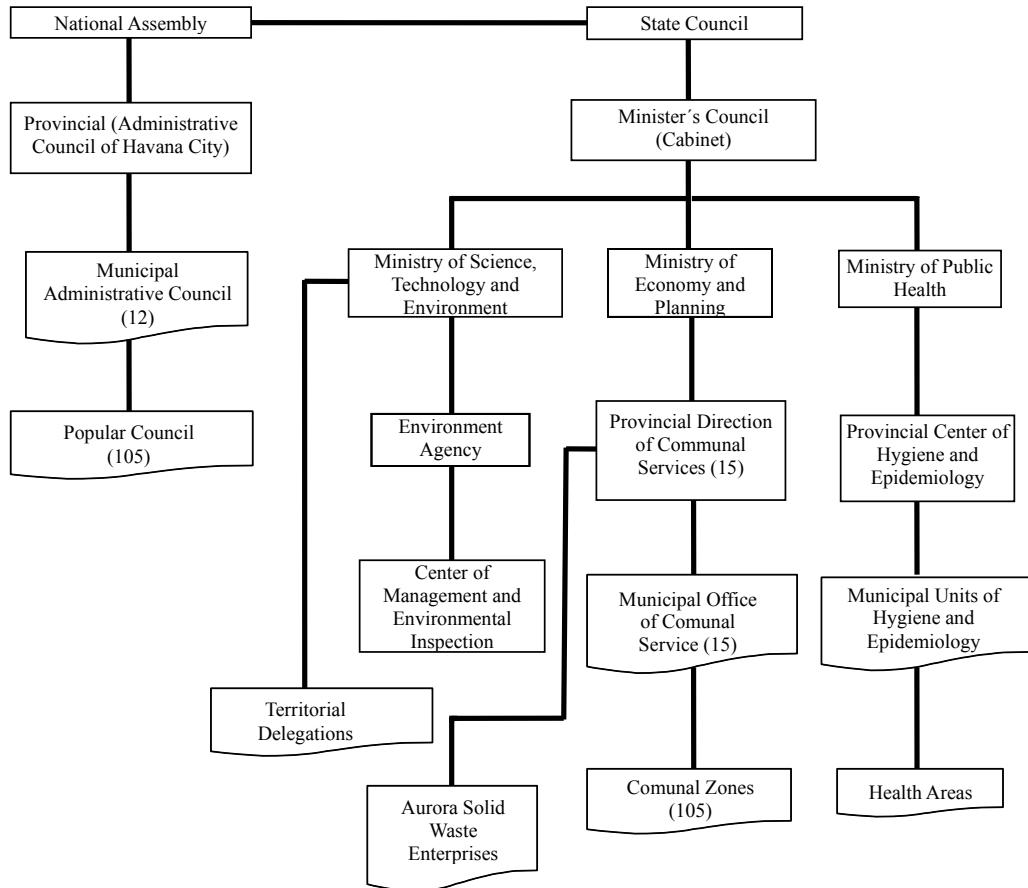 National Assembly
State Council
Provincial (Administrative
Council of Havana City)
Minister´s Council
(Cabinet)
Municipal
Administrative Council
(12)
Ministry of Science,
Technology and
Environment
Ministry of
Economy and
Planning
Ministry of Public
Health
Popular Council
(105)
Environment
Agency
Provincial Direction
of Communal
Services (15)
Provincial Center of
Hygiene and
Epidemiology
Center of
Management and
Environmental
Inspection
Municipal Office
of Comunal
Service (15)
Municipal Units of
Hygiene and
Epidemiology
Territorial
Delegations
Aurora Solid
Waste
Enterprises
Comunal Zones
(105)
Health Areas